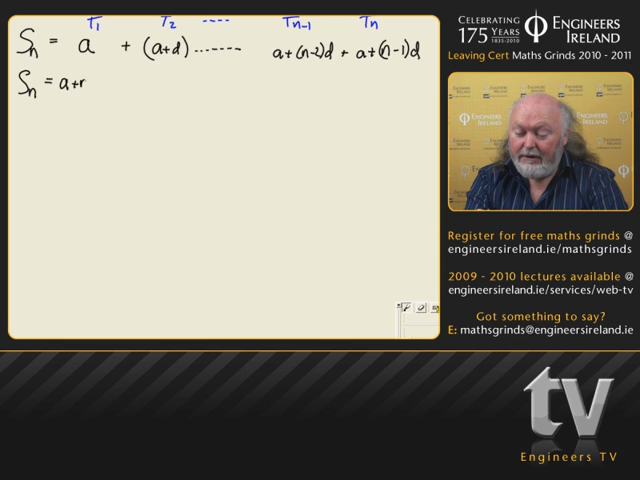 T₁ T₂ ---- Tn-1 Tn
Sn = a + (a+d) ....... a+(n-2)d + a+(n-1)d
Sn = a+n
CELEBRATING
175 YEARS
1835-2010
ENGINEERS
IRELAND
Leaving Cert Maths Grinds 2010 - 2011
Register for free maths grinds @
engineersireland.ie/mathsgrinds
2009 - 2010 lectures available @
engineersireland.ie/services/web-tv
Got something to say?
E: mathsgrinds@engineersireland.ie
tv
Engineers TV